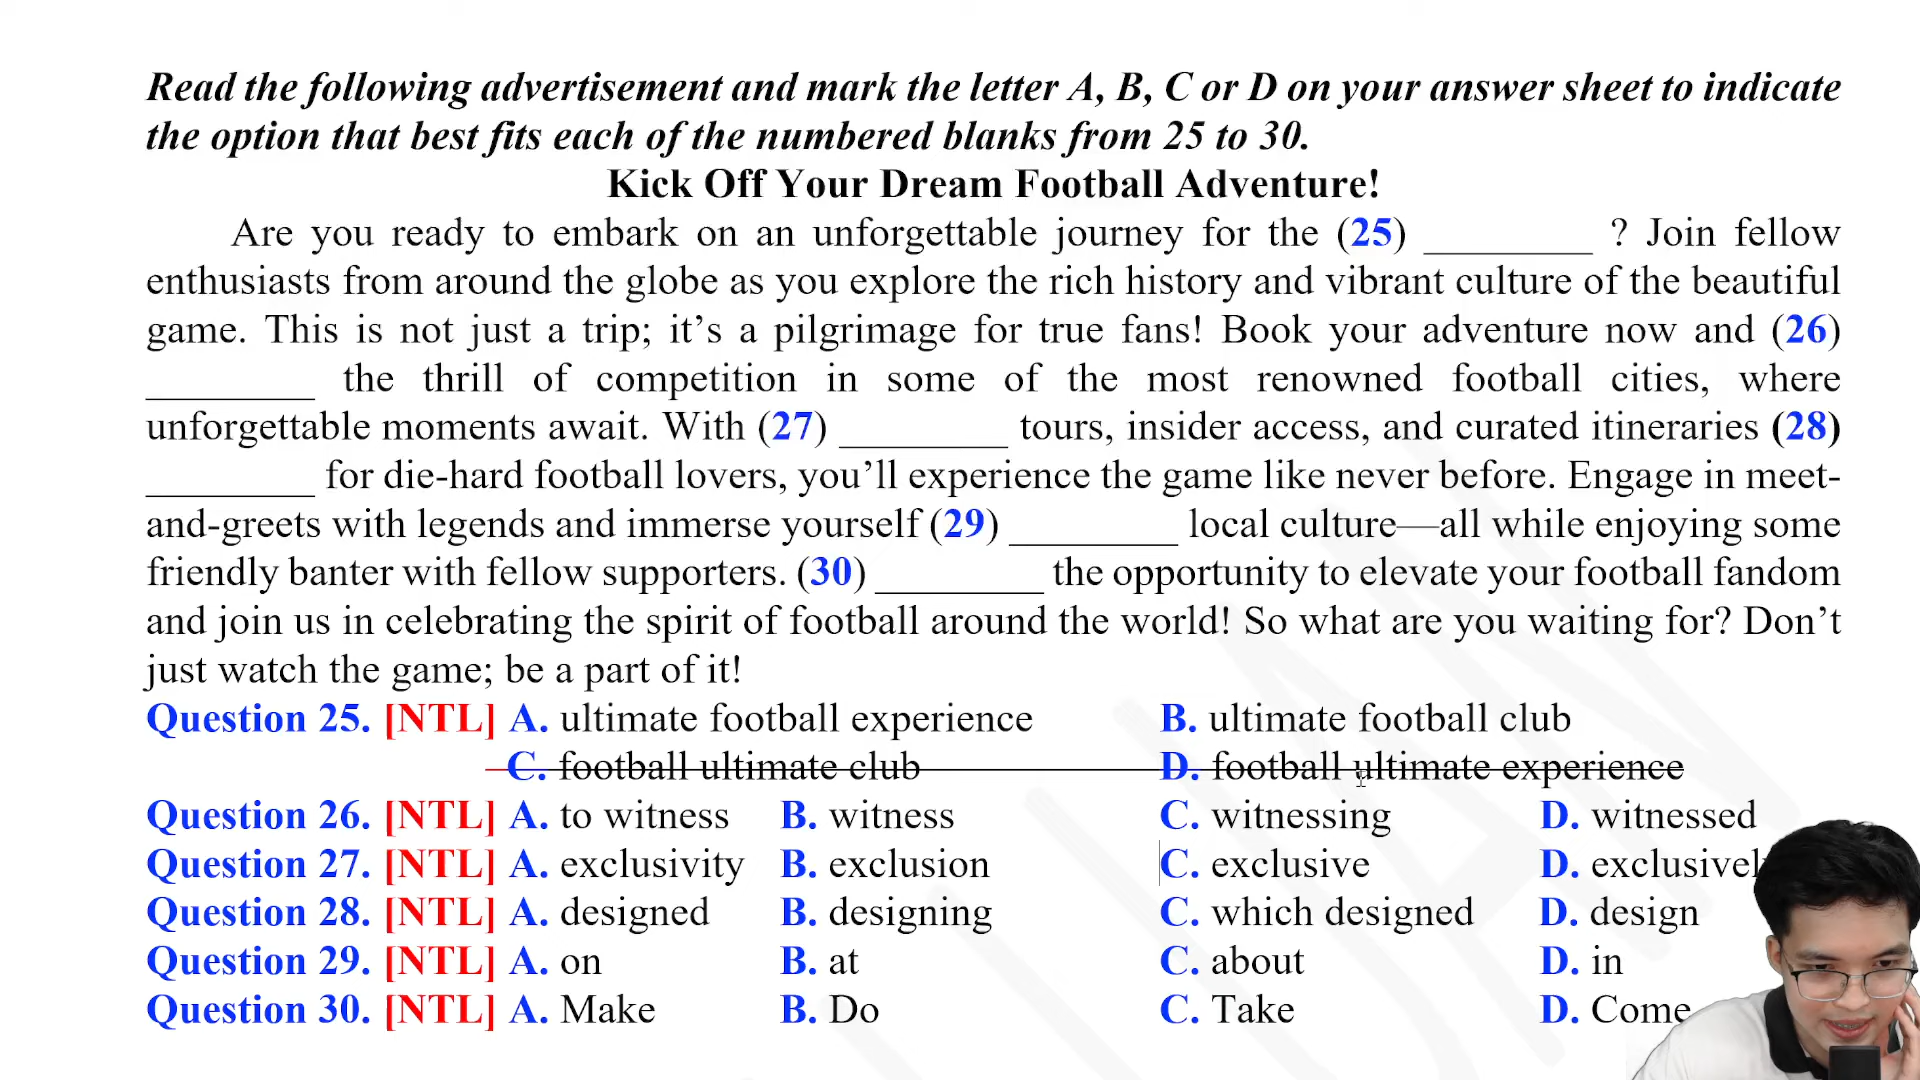 Read the following advertisement and mark the letter A, B, C or D on your answer sheet to indicate
the option that best fits each of the numbered blanks from 25 to 30.
Kick Off Your Dream Football Adventure!
Are you ready to embark on an unforgettable journey for the (25) ________ ? Join fellow
enthusiasts from around the globe as you explore the rich history and vibrant culture of the beautiful
game. This is not just a trip; it’s a pilgrimage for true fans! Book your adventure now and (26)
________ the thrill of competition in some of the most renowned football cities, where
unforgettable moments await. With (27) ________ tours, insider access, and curated itineraries (28)
________ for die-hard football lovers, you’ll experience the game like never before. Engage in meet-
and-greets with legends and immerse yourself (29) ________ local culture—all while enjoying some
friendly banter with fellow supporters. (30) ________ the opportunity to elevate your football fandom
and join us in celebrating the spirit of football around the world! So what are you waiting for? Don’t
just watch the game; be a part of it!
Question 25. [NTL] A. ultimate football experience B. ultimate football club
C. football ultimate club D. football ultimate experience
Question 26. [NTL] A. to witness B. witness C. witnessing D. witnessed
Question 27. [NTL] A. exclusivity B. exclusion C. exclusive D.
Question 28. [NTL] A. designed B. designing C. which designed D. design
Question 29. [NTL] A. on B. at C. about D. in
Question 30. [NTL] A. Make B. Do C. Take D. Come